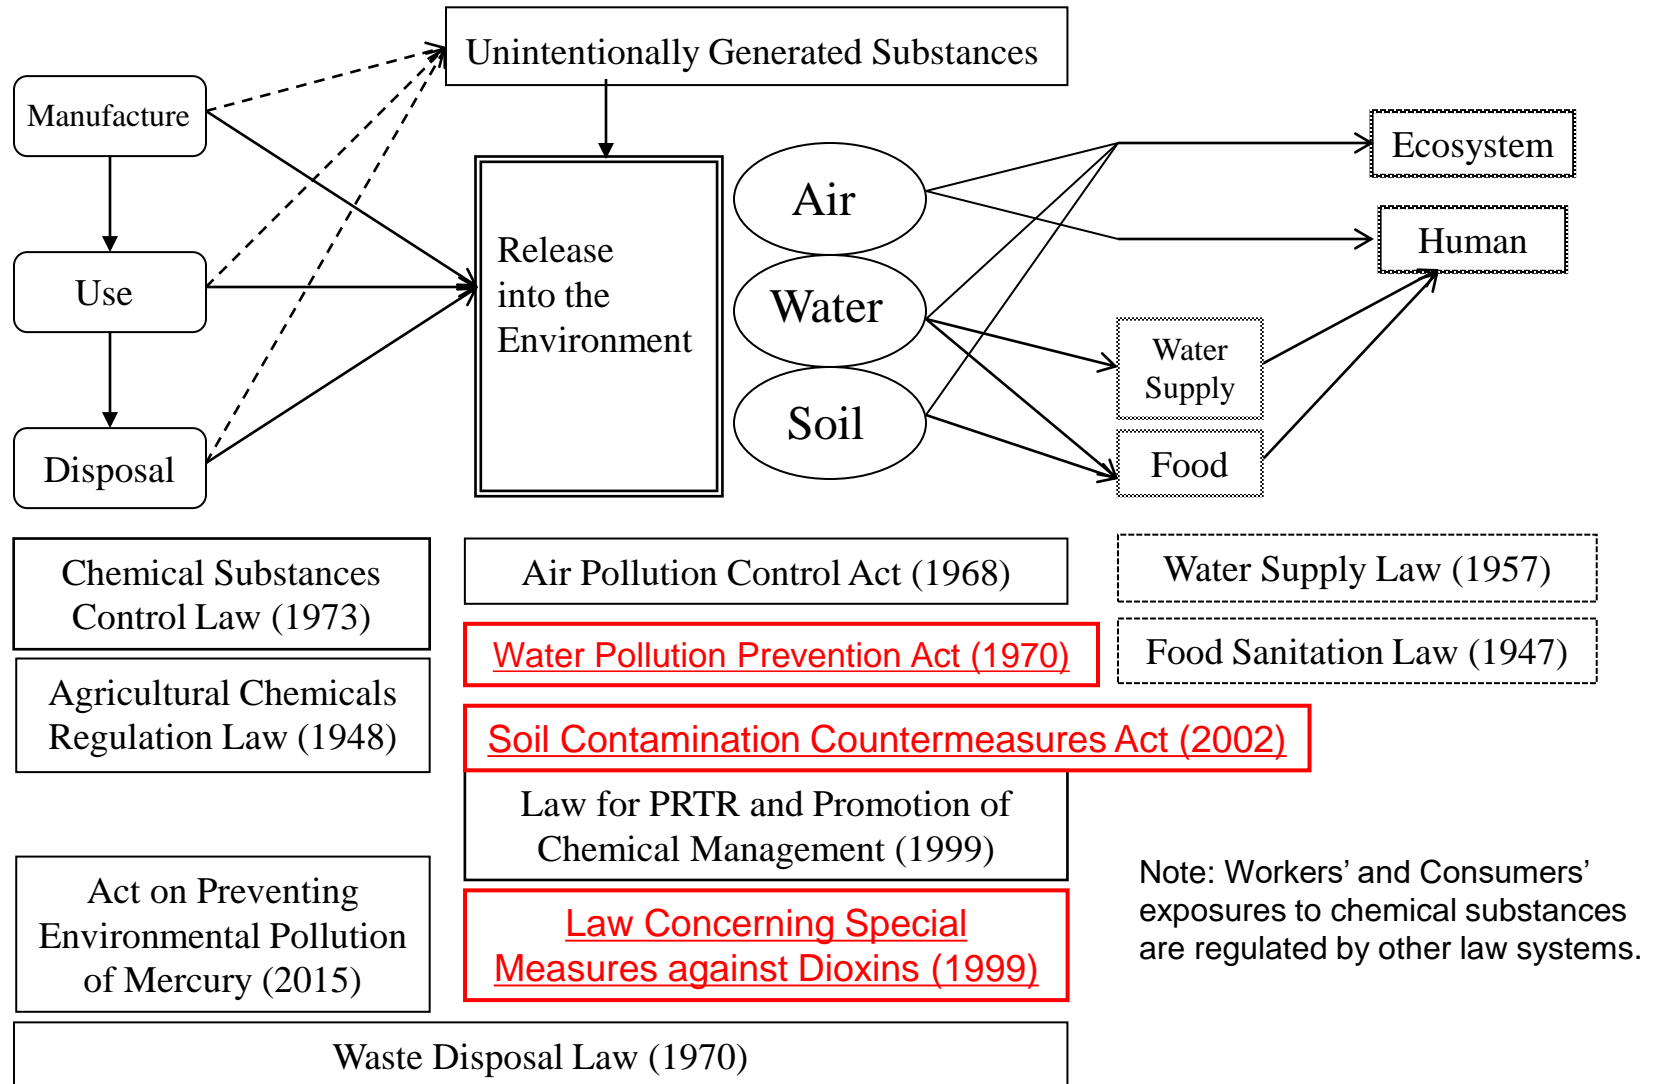 Unintentionally Generated Substances
Manufacture
Use
Disposal
Release
into the
Environment
Air
Water
Soil
Ecosystem
Human
Water
Supply
Food
Chemical Substances
Control Law (1973)
Agricultural Chemicals
Regulation Law (1948)
Act on Preventing
Environmental Pollution
of Mercury (2015)
Air Pollution Control Act (1968)
Water Pollution Prevention Act (1970)
Soil Contamination Countermeasures Act (2002)
Law for PRTR and Promotion of
Chemical Management (1999)
Law Concerning Special
Measures against Dioxins (1999)
Waste Disposal Law (1970)
Water Supply Law (1957)
Food Sanitation Law (1947)
Note: Workers’ and Consumers’
exposures to chemical substances
are regulated by other law systems.